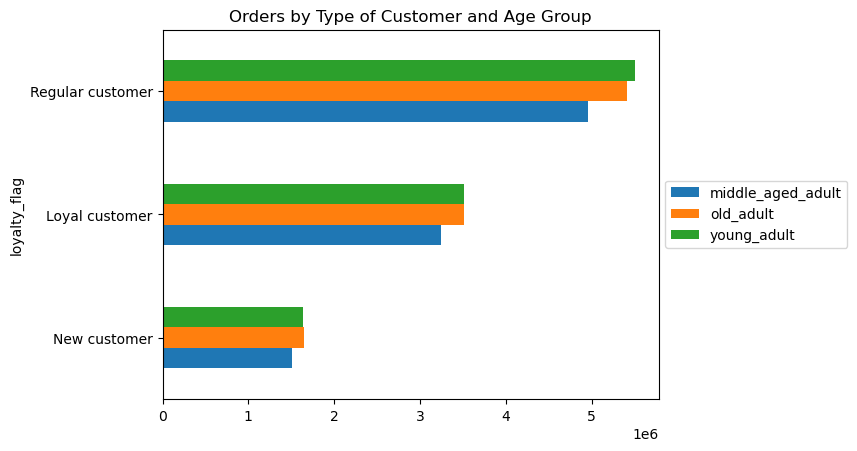 Orders by Type of Customer and Age Group
loyalty_flag
Regular customer
Loyal customer
New customer
0 1 2 3 4 5
1e6
middle_aged_adult
old_adult
young_adult